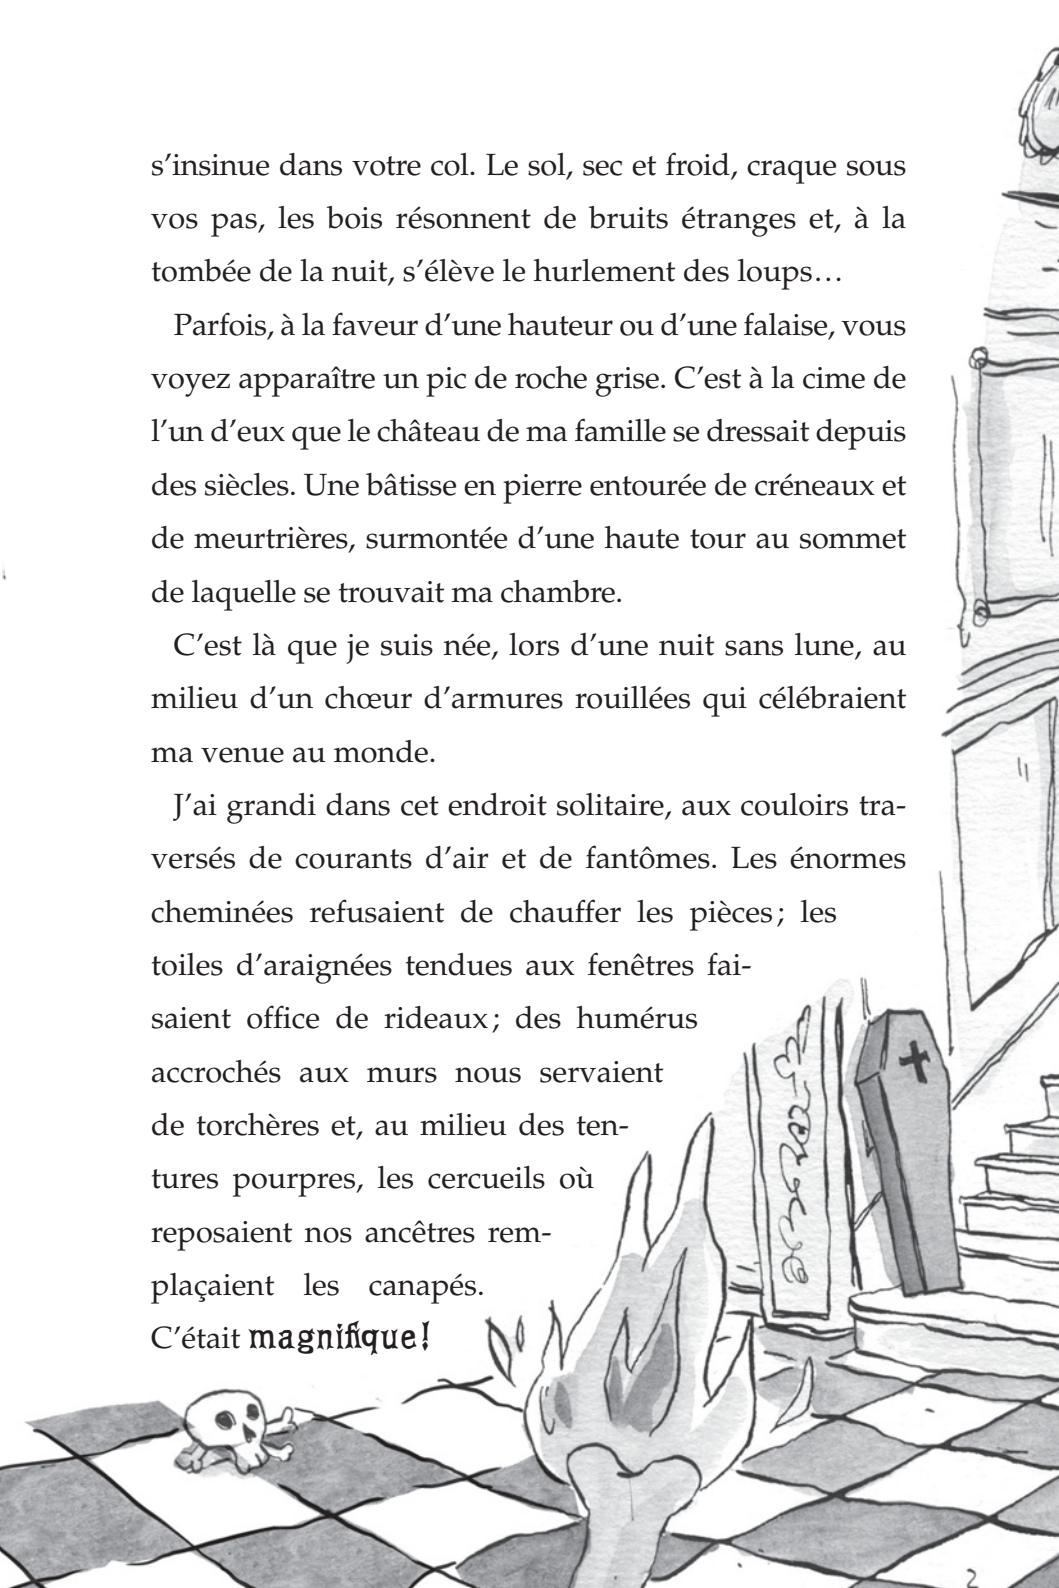 s’insinue dans votre col. Le sol, sec et froid, craque sous
vos pas, les bois résonnent de bruits étranges et, à la
tombée de la nuit, s’élève le hurlement des loups…
Parfois, à la faveur d’une hauteur ou d’une falaise, vous
voyez apparaître un pic de roche grise. C’est à la cime de
l’un d’eux que le château de ma famille se dressait depuis
des siècles. Une bâtisse en pierre entourée de créneaux et
de meurtrières, surmontée d’une haute tour au sommet
de laquelle se trouvait ma chambre.
C’est là que je suis née, lors d’une nuit sans lune, au
milieu d’un chœur d’armures rouillées qui célébraient
ma venue au monde.
J’ai grandi dans cet endroit solitaire, aux couloirs tra-
versés de courants d’air et de fantômes. Les énormes
cheminées refusaient de chauffer les pièces ; les
toiles d’araignées tendues aux fenêtres fai-
saient office de rideaux ; des humérus
accrochés aux murs nous servaient
de torchères et, au milieu des ten-
tures pourpres, les cercueils où
reposaient nos ancêtres rem-
plaçaient les canapés.
C’était magnifique !